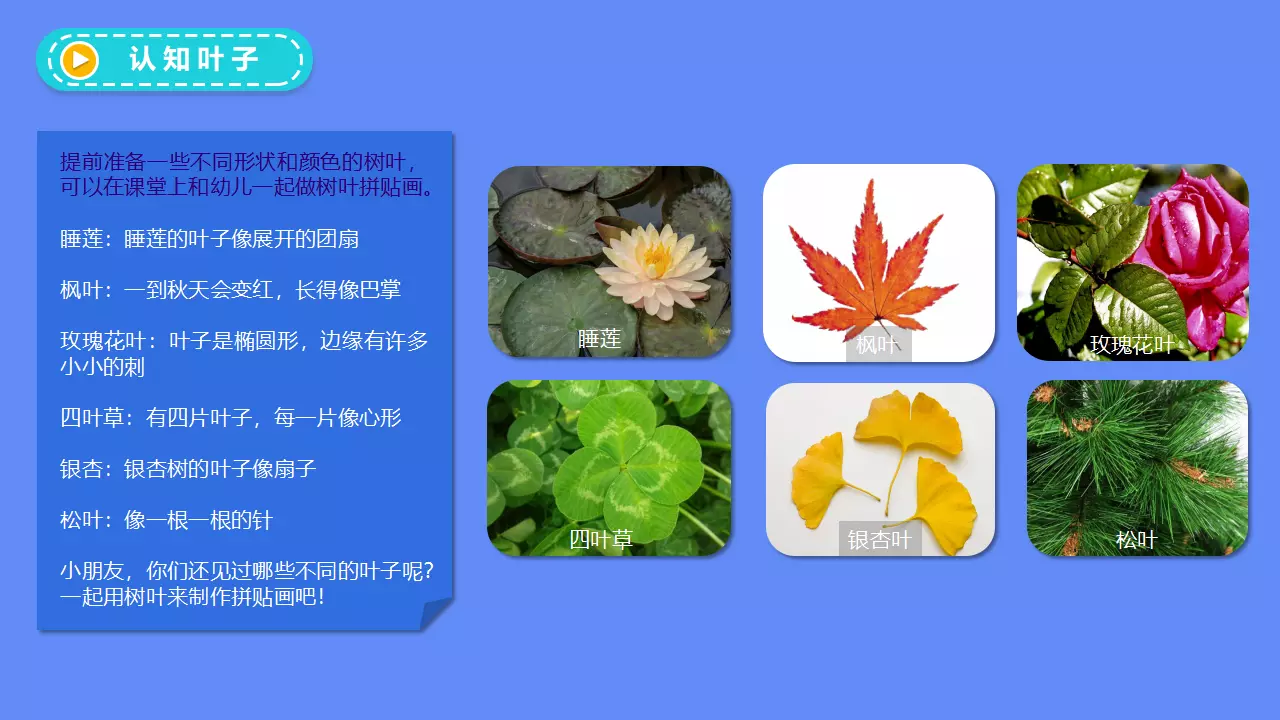 认知叶子
提前准备一些不同形状和颜色的树叶，
可以在课堂上和幼儿一起做树叶拼贴画。
睡莲：睡莲的叶子像展开的团扇
枫叶：一到秋天会变红，长得像巴掌
玫瑰花叶：叶子是椭圆形，边缘有许多
小小的刺
四叶草：有四片叶子，每一片像心形
银杏：银杏树的叶子像扇子
松叶：像一根一根的针
小朋友，你们还见过哪些不同的叶子呢？
一起用树叶来制作拼贴画吧！
睡莲
枫叶
玫瑰花叶
四叶草
银杏叶
松叶